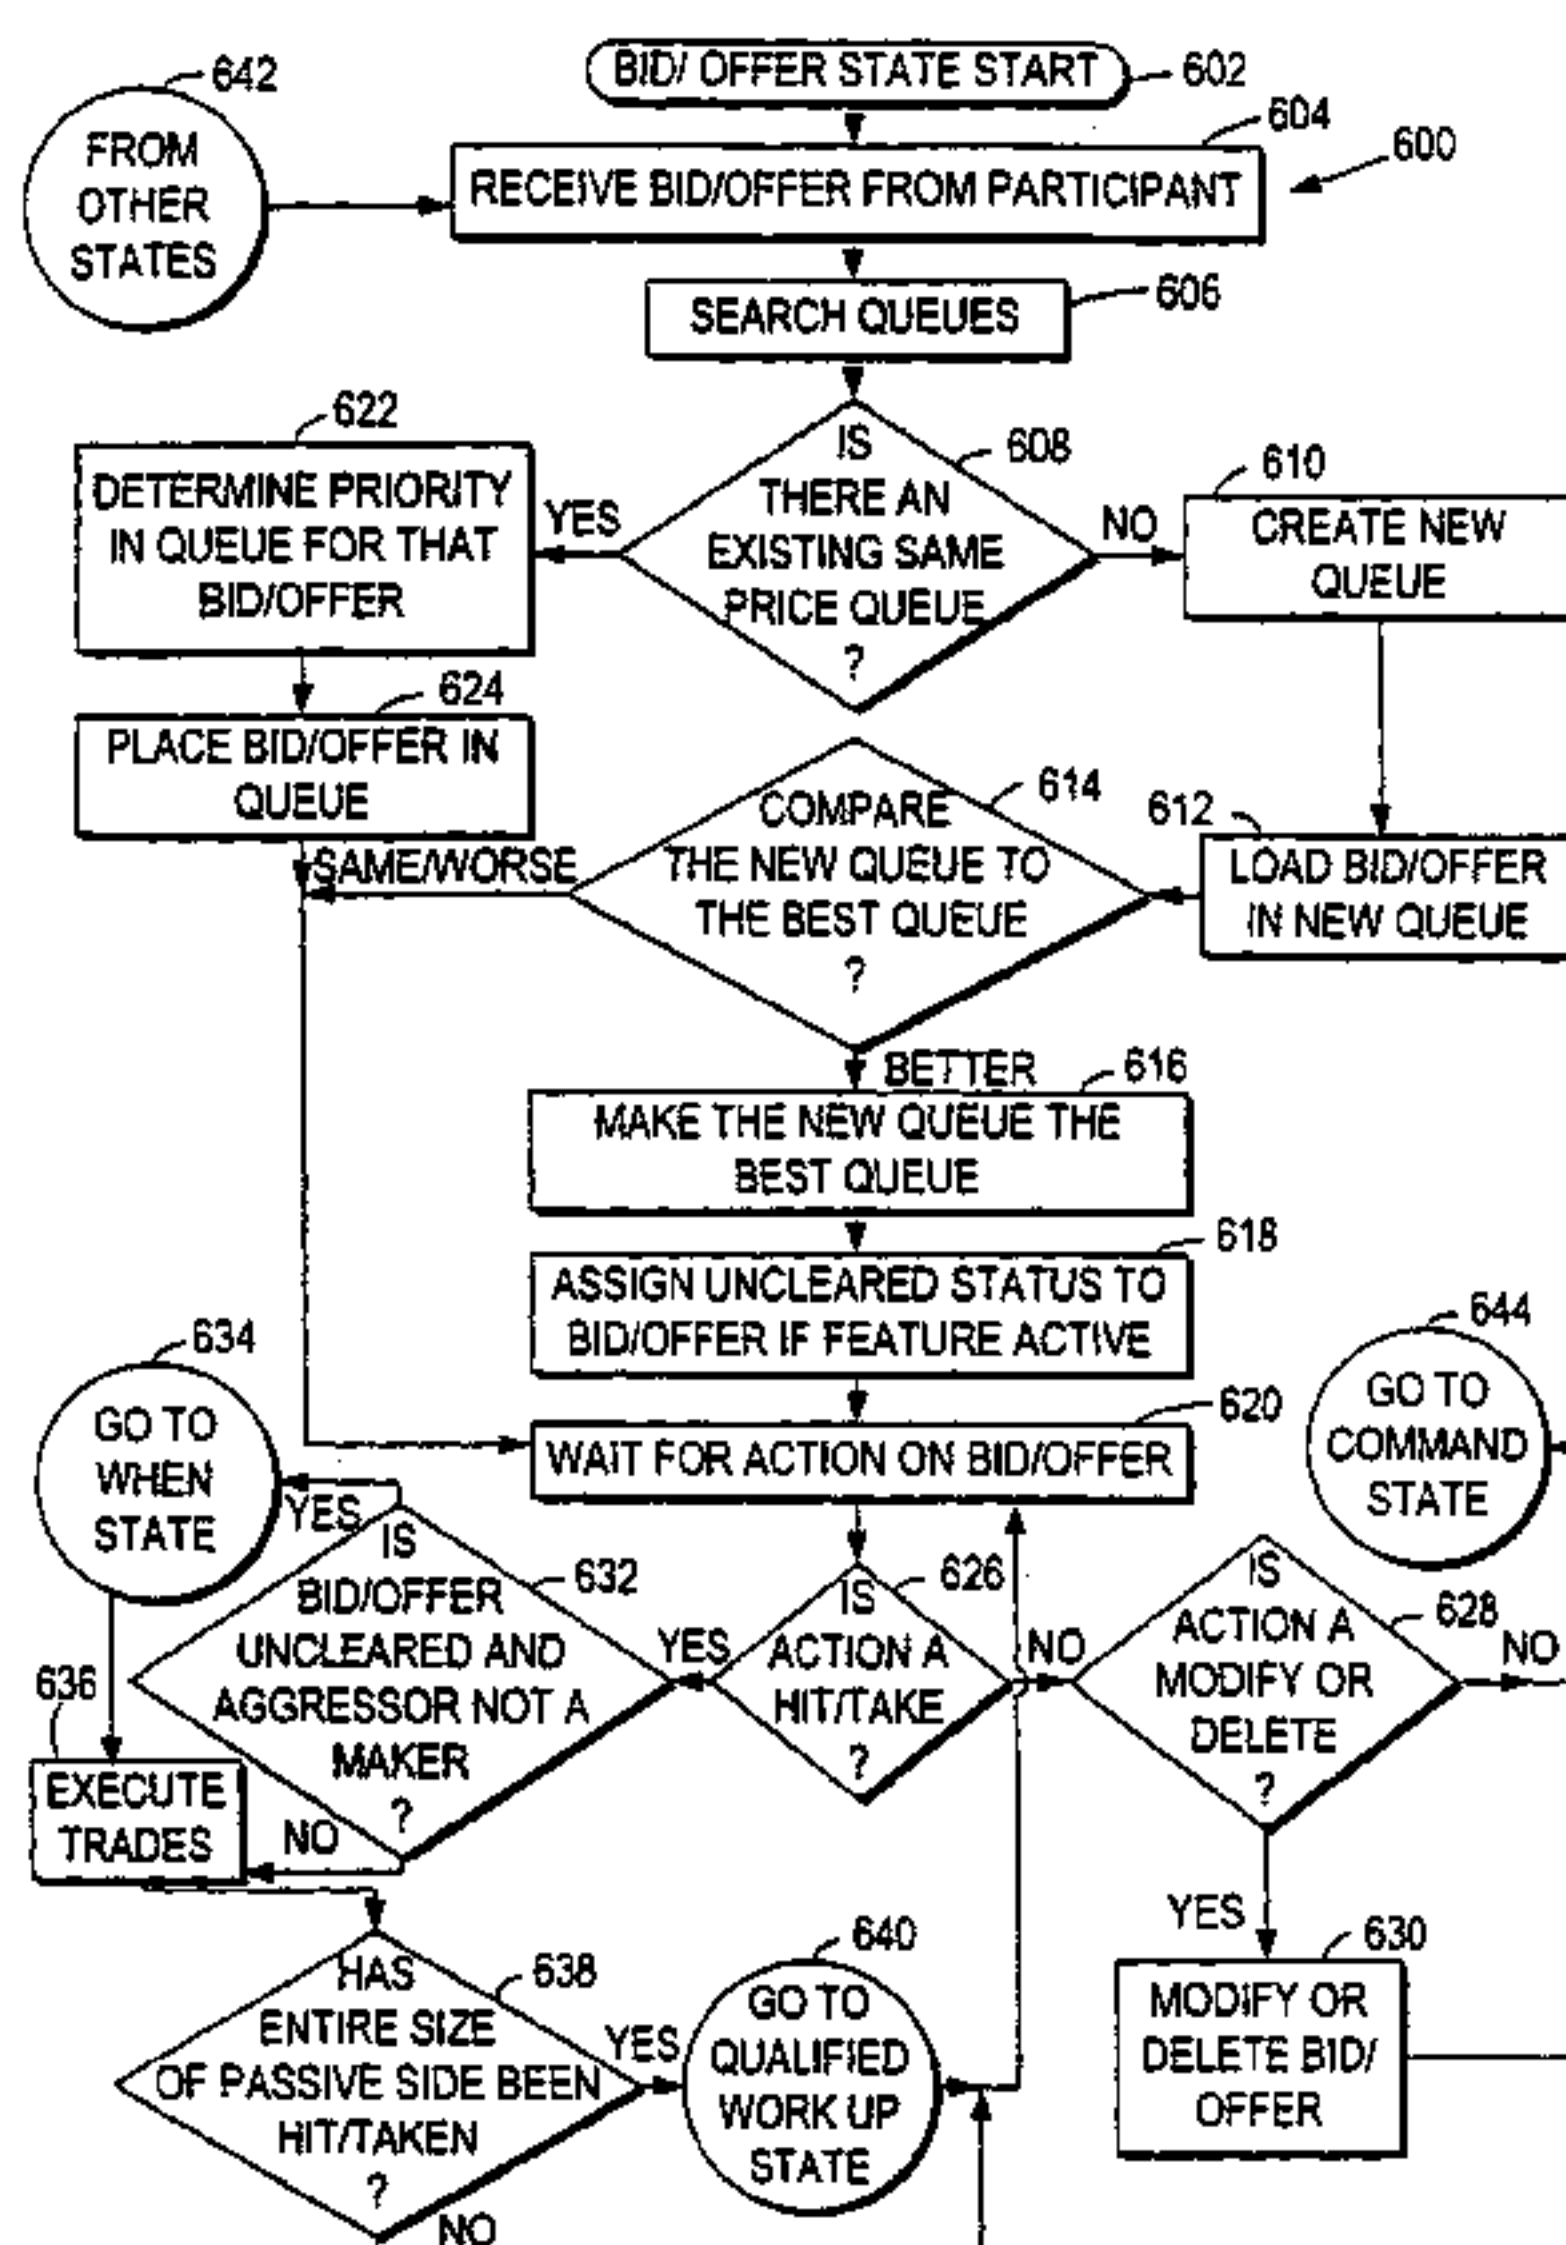 BID/ OFFER STATE START
602
642
FROM
OTHER
STATES
604
RECEIVE BID/OFFER FROM PARTICIPANT
600
606
SEARCH QUEUES
622
DETERMINE PRIORITY
IN QUEUE FOR THAT
BID/OFFER
YES
608
IS
THERE AN
EXISTING SAME
PRICE QUEUE
?
NO
610
CREATE NEW
QUEUE
624
PLACE BID/OFFER IN
QUEUE
SAME/WORSE
614
COMPARE
THE NEW QUEUE TO
THE BEST QUEUE
?
612
LOAD BID/OFFER
IN NEW QUEUE
BETTER
616
MAKE THE NEW QUEUE THE
BEST QUEUE
618
ASSIGN UNCLEARED STATUS TO
BID/OFFER IF FEATURE ACTIVE
620
WAIT FOR ACTION ON BID/OFFER
634
GO TO
WHEN
STATE
644
GO TO
COMMAND
STATE
YES
632
IS
BID/OFFER
UNCLEARED AND
AGGRESSOR NOT A
MAKER
?
YES
626
IS
ACTION A
HIT/TAKE
?
NO
628
IS
ACTION A
MODIFY OR
DELETE
?
NO
636
EXECUTE
TRADES
NO
YES
630
MODIFY OR
DELETE BID/
OFFER
638
HAS
ENTIRE SIZE
OF PASSIVE SIDE BEEN
HIT/TAKEN
?
YES
640
GO TO
QUALIFIED
WORK UP
STATE
NO